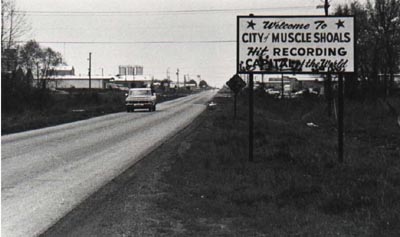 Welcome to
CITY of MUSCLE SHOALS
Hit RECORDING
CAPITAL of the World